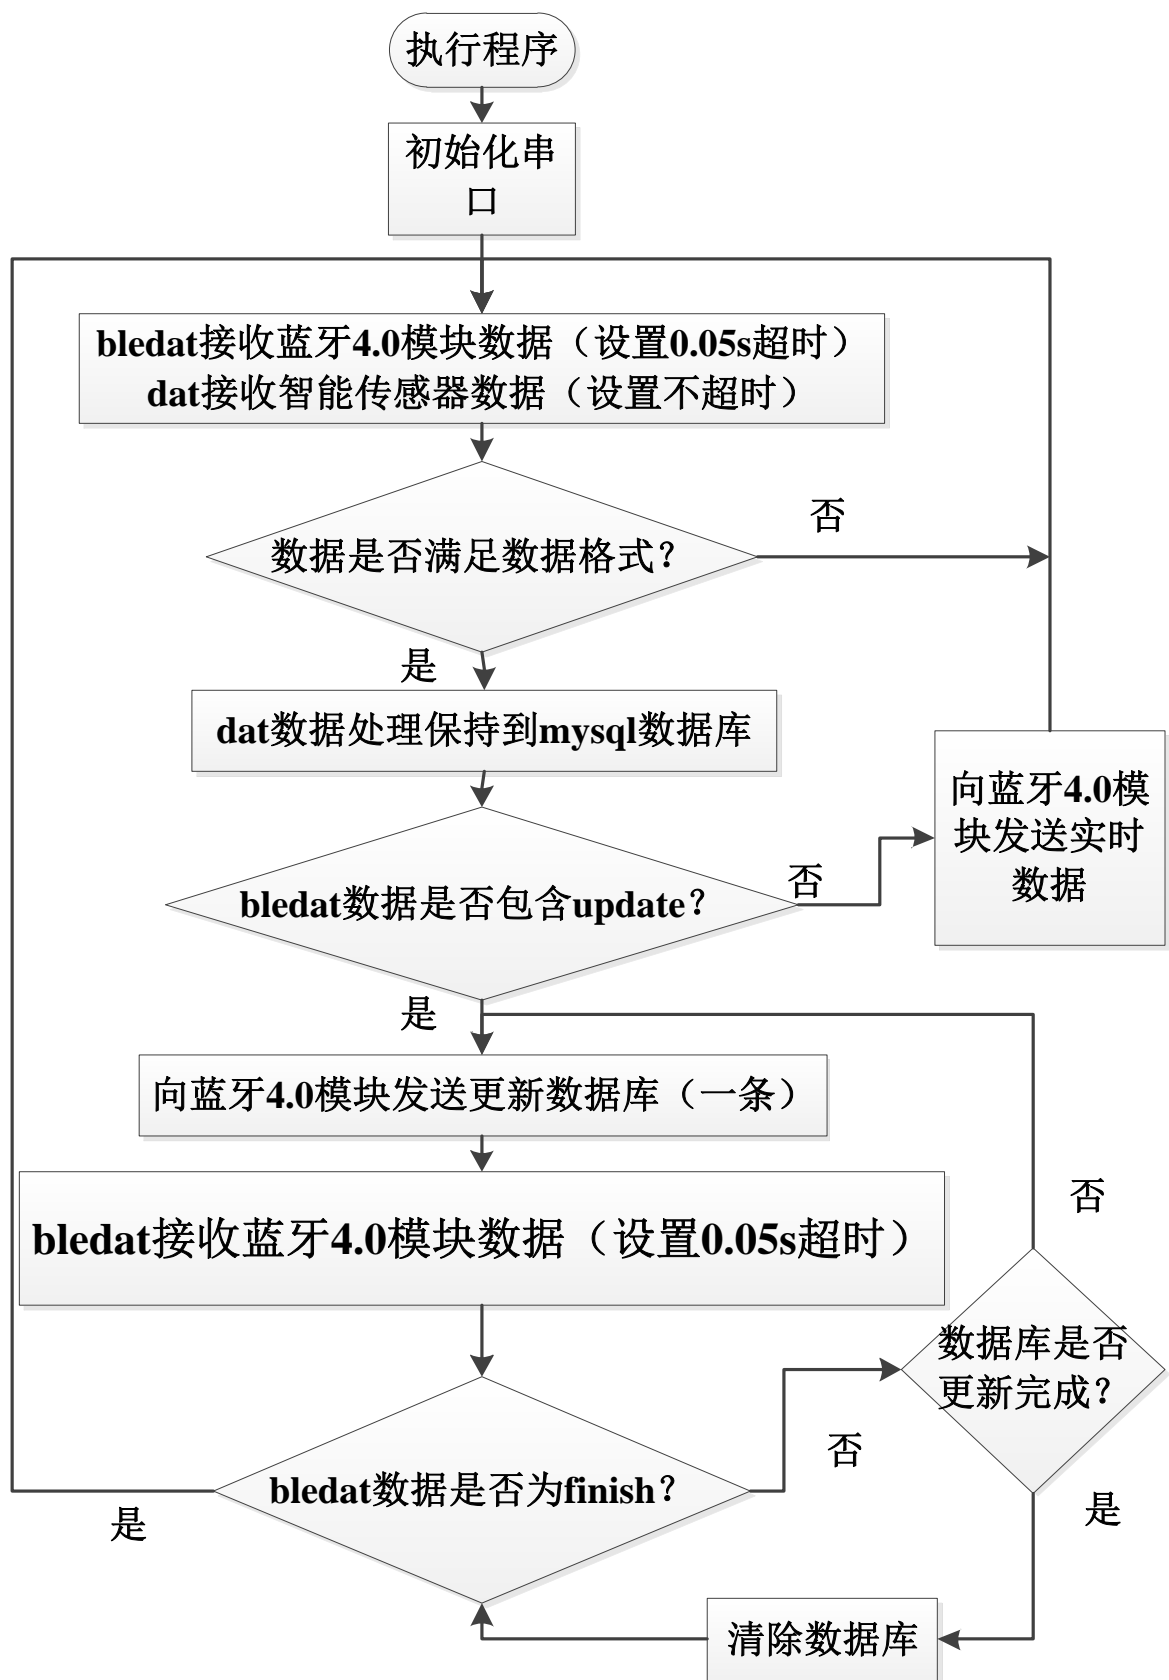 执行程序
初始化串
口
bledat接收蓝牙4.0模块数据（设置0.05s超时）
dat接收智能传感器数据（设置不超时）
否
数据是否满足数据格式？
是
dat数据处理保持到mysql数据库
向蓝牙4.0模
块发送实时
数据
否
bledat数据是否包含update？
是
向蓝牙4.0模块发送更新数据库（一条）
否
bledat接收蓝牙4.0模块数据（设置0.05s超时）
数据库是否
更新完成？
否
bledat数据是否为finish？
是
是
清除数据库